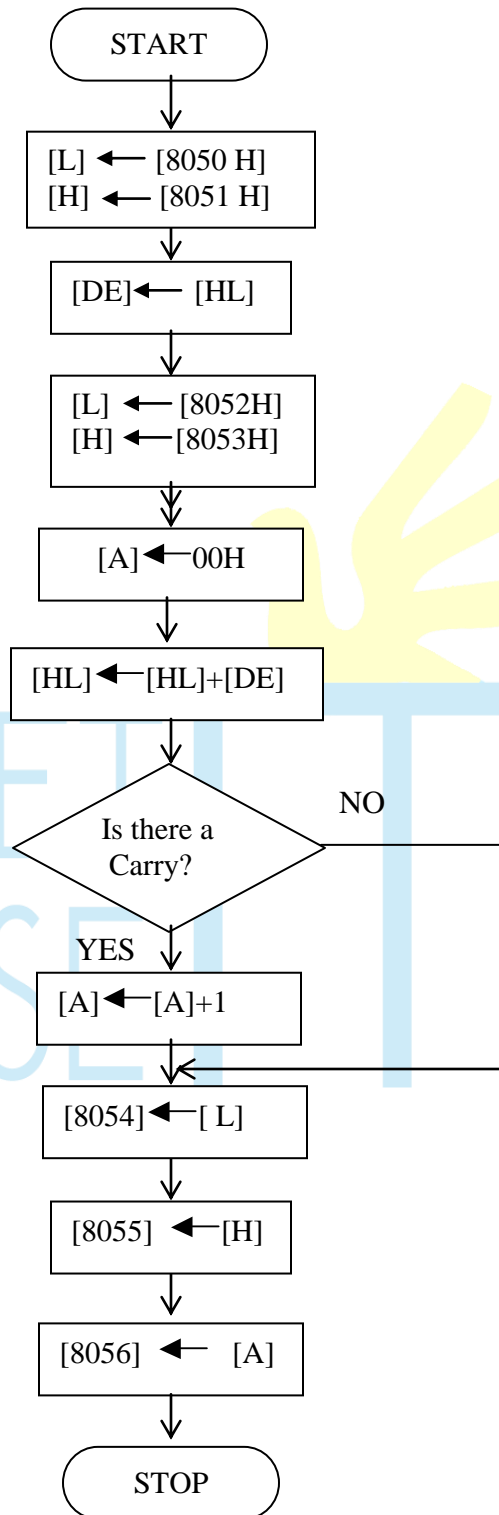 START
[L] ← [8050 H]
[H] ← [8051 H]
[DE] ← [HL]
[L] ← [8052H]
[H] ← [8053H]
[A] ← 00H
[HL] ← [HL]+[DE]
NO
Is there a
Carry?
YES
[A] ← [A]+1
[8054] ← [ L]
[8055] ← [H]
[8056] ← [A]
STOP